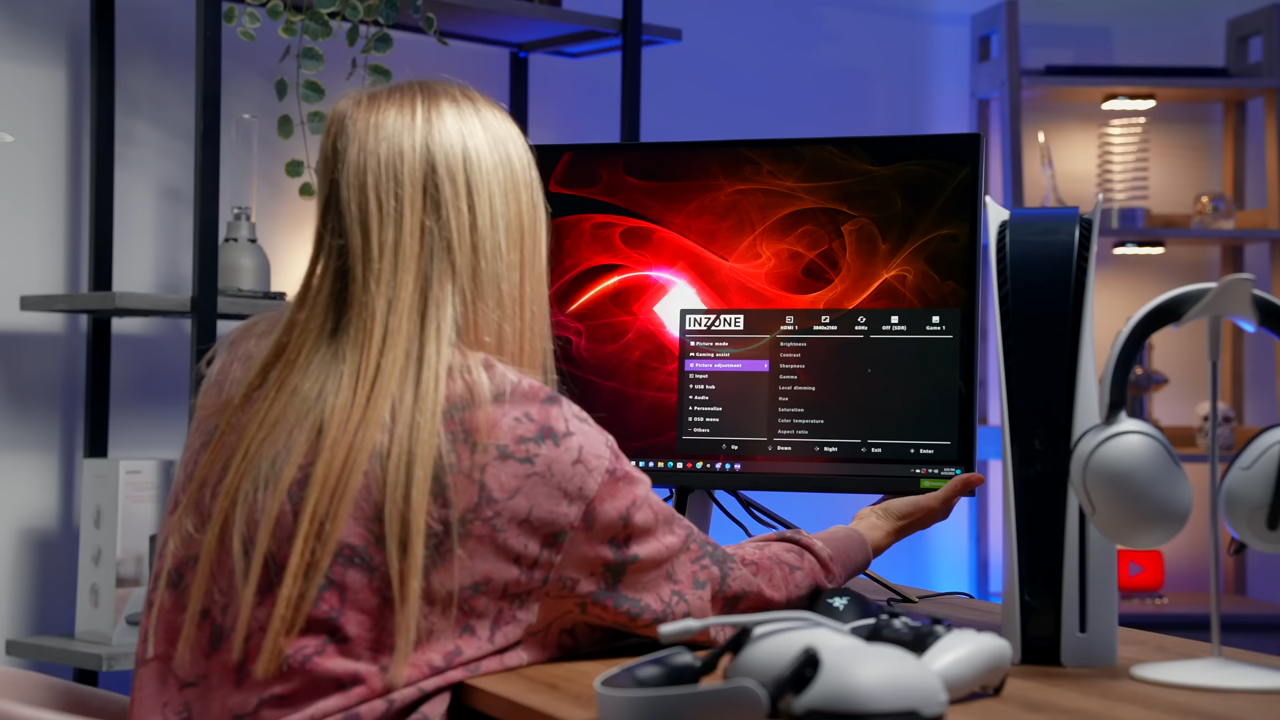 INZONE
HDMI 1
3840x2160
60Hz
Off (SDR)
Game 1
Picture mode
Gaming assist
Picture adjustment
Input
USB hub
Audio
Personalize
OSD menu
Others
Brightness
Contrast
Sharpness
Gamma
Local dimming
Hue
Saturation
Color temperature
Aspect ratio
Up
Down
Right
Exit
Enter